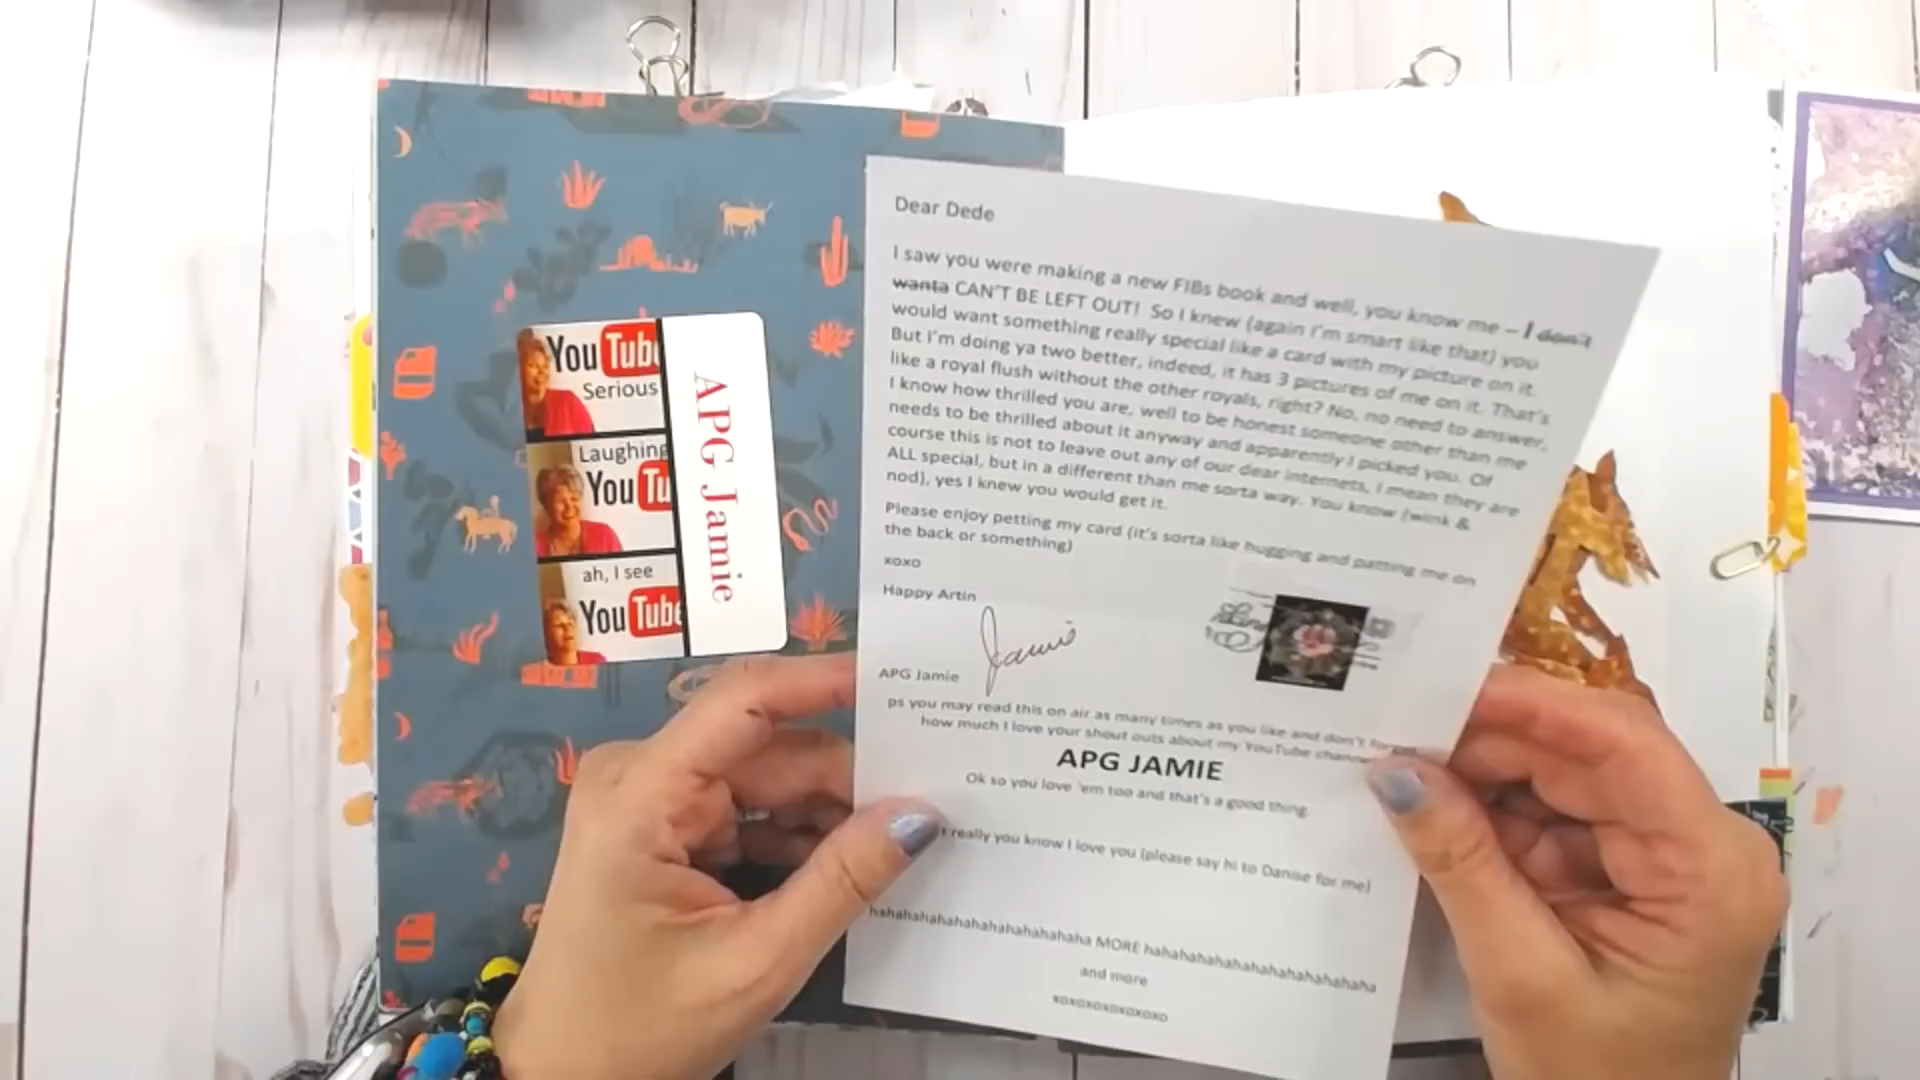 You Tube
Serious
Laughing
You Tu
ah, I see
You Tube
APG Jamie
Dear Dede
I saw you were making a new FIBs book and well, you know me – I don't
wanta CAN'T BE LEFT OUT! So I knew (again I'm smart like that) you
would want something really special like a card with my picture on it.
But I'm doing ya two better, indeed, it has 3 pictures of me on it. That's
like a royal flush without the other royals, right? No, no need to answer,
I know how thrilled you are, well to be honest someone other than me
needs to be thrilled about it anyway and apparently I picked you. Of
course this is not to leave out any of our dear internets, I mean they are
ALL special, but in a different than me sorta way. You know (wink &
nod), yes I knew you would get it.
Please enjoy petting my card (it's sorta like hugging and patting me on
the back or something)
xoxo
Happy Artin
Jamie
APG Jamie
ps you may read this on air as many times as you like and don't forget
how much I love your shout outs about my YouTube channel
APG JAMIE
Ok so you love 'em too and that's a good thing.
really you know I love you (please say hi to Danise for me)
hahahahahahahahahahahahaha MORE hahahahahahahahahahahahaha
and more
xoxoxoxoxoxoxo